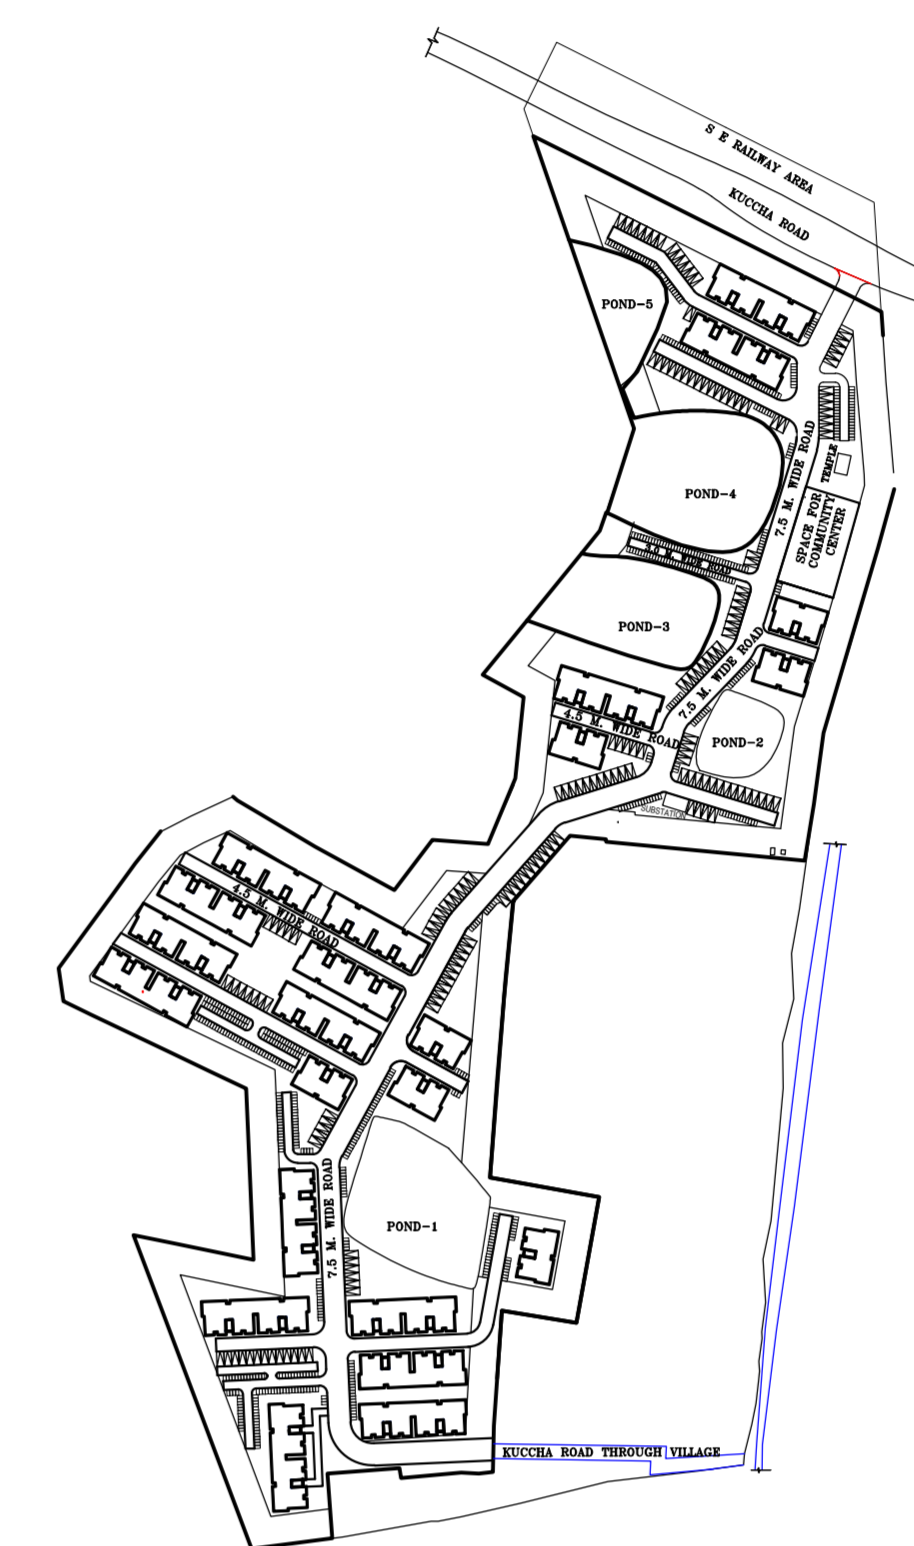 S E RAILWAY AREA
KUCCHA ROAD
POND-5
7.5 M. WIDE ROAD
TEMPLE
POND-4
SPACE FOR
COMMUNITY
CENTER
WIDE ROAD
POND-3
7.5 M. WIDE ROAD
4.5 M. WIDE ROAD
POND-2
SUBSTATION
4.5 M. WIDE ROAD
7.5 M. WIDE ROAD
POND-1
KUCCHA ROAD THROUGH VILLAGE